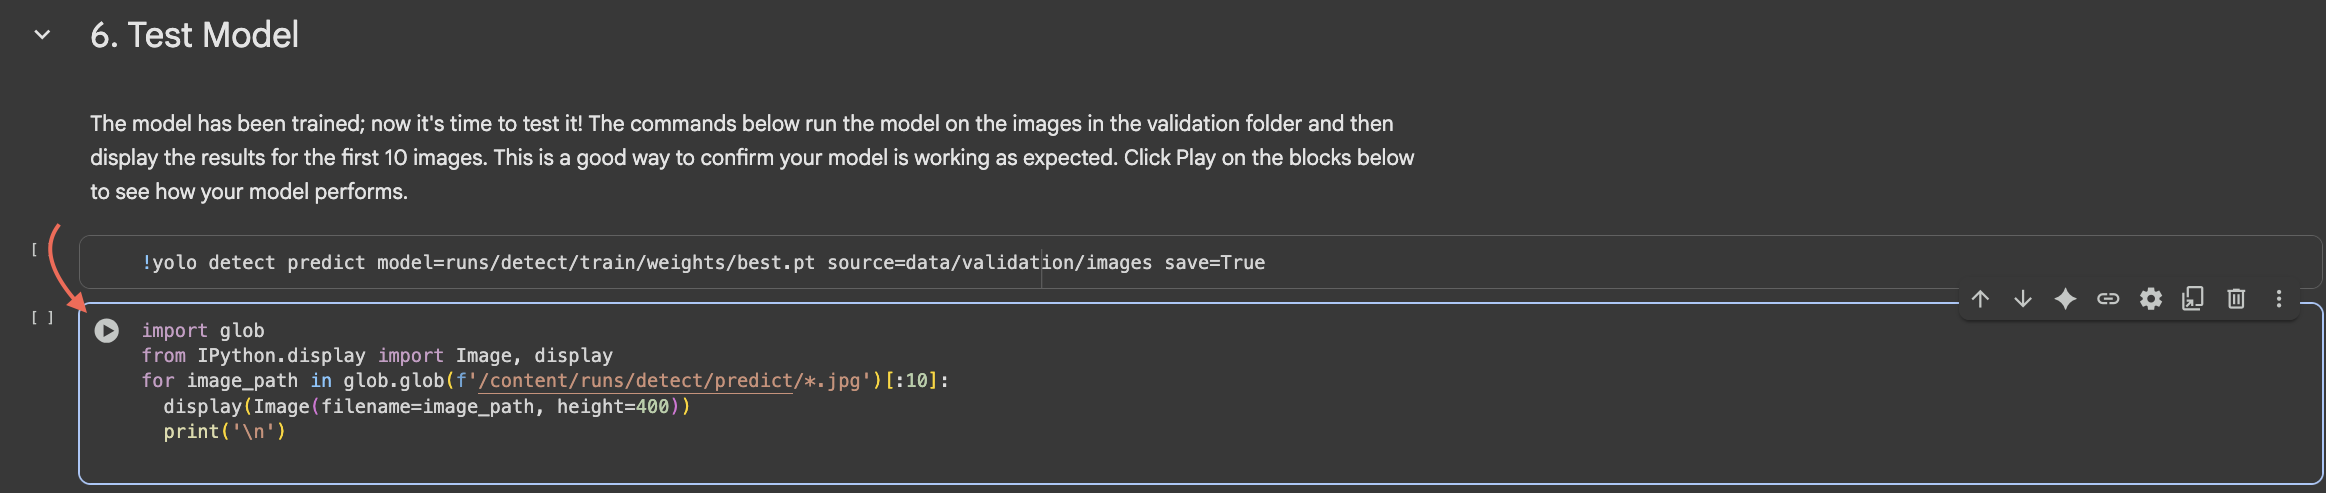 6. Test Model
The model has been trained; now it's time to test it! The commands below run the model on the images in the validation folder and then
display the results for the first 10 images. This is a good way to confirm your model is working as expected. Click Play on the blocks below
to see how your model performs.
[
!yolo detect predict model=runs/detect/train/weights/best.pt source=data/validation/images save=True
[ ]
import glob
from IPython.display import Image, display
for image_path in glob.glob(f'/content/runs/detect/predict/*.jpg')[:10]:
  display(Image(filename=image_path, height=400))
  print('\n')